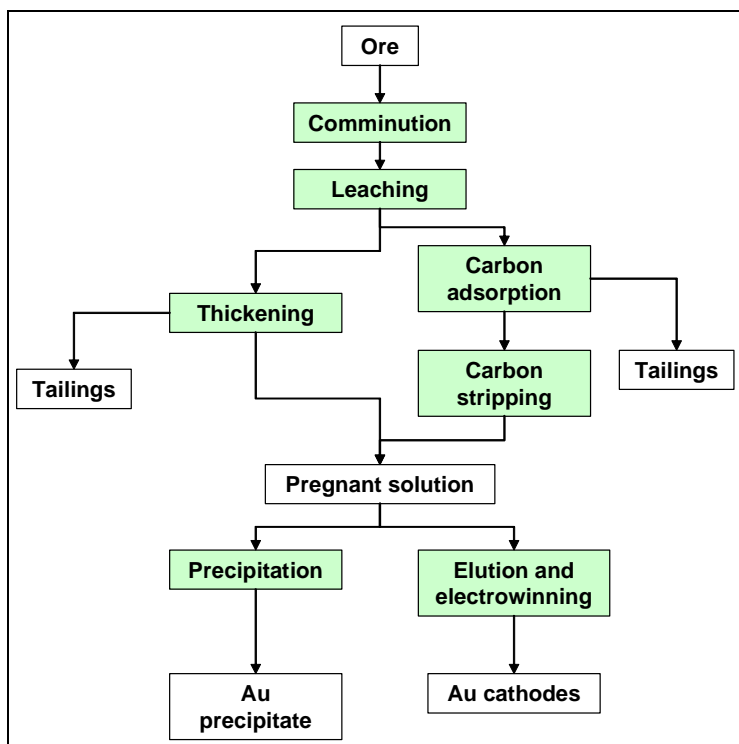 Ore
Comminution
Leaching
Carbon
adsorption
Thickening
Tailings
Carbon
stripping
Tailings
Pregnant solution
Precipitation
Elution and
electrowinning
Au
precipitate
Au cathodes